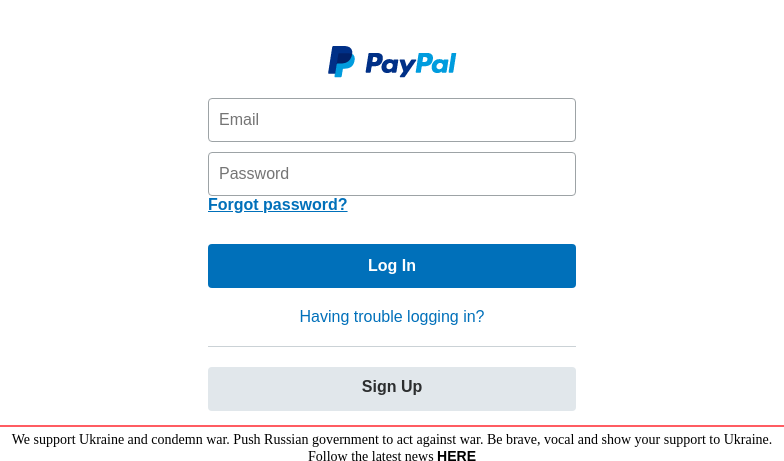 PayPal
Email
Password
Forgot password?
Log In
Having trouble logging in?
Sign Up
We support Ukraine and condemn war. Push Russian government to act against war. Be brave, vocal and show your support to Ukraine.
Follow the latest news HERE